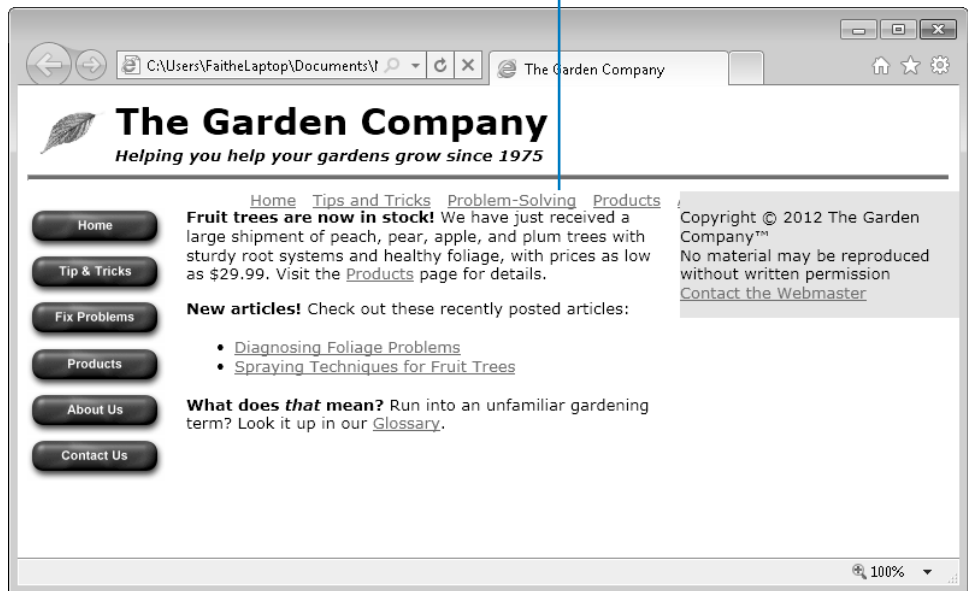 C:\Users\FaitheLaptop\Documents\
The Garden Company
The Garden Company
Helping you help your gardens grow since 1975
Home Tips and Tricks Problem-Solving Products
Home
Tip & Tricks
Fix Problems
Products
About Us
Contact Us
Fruit trees are now in stock! We have just received a
large shipment of peach, pear, apple, and plum trees with
sturdy root systems and healthy foliage, with prices as low
as $29.99. Visit the Products page for details.
New articles! Check out these recently posted articles:
• Diagnosing Foliage Problems
• Spraying Techniques for Fruit Trees
What does that mean? Run into an unfamiliar gardening
term? Look it up in our Glossary.
Copyright © 2012 The Garden
Company™
No material may be reproduced
without written permission
Contact the Webmaster
100%